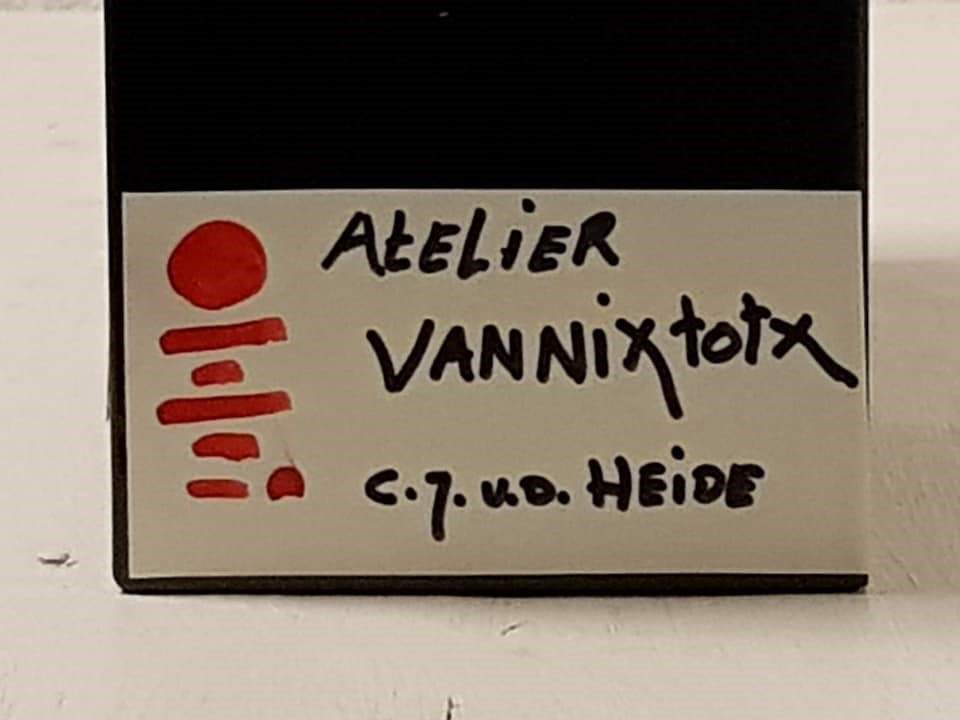 ATELiER
VANNixtotx
C.J.v.D. HEiDE